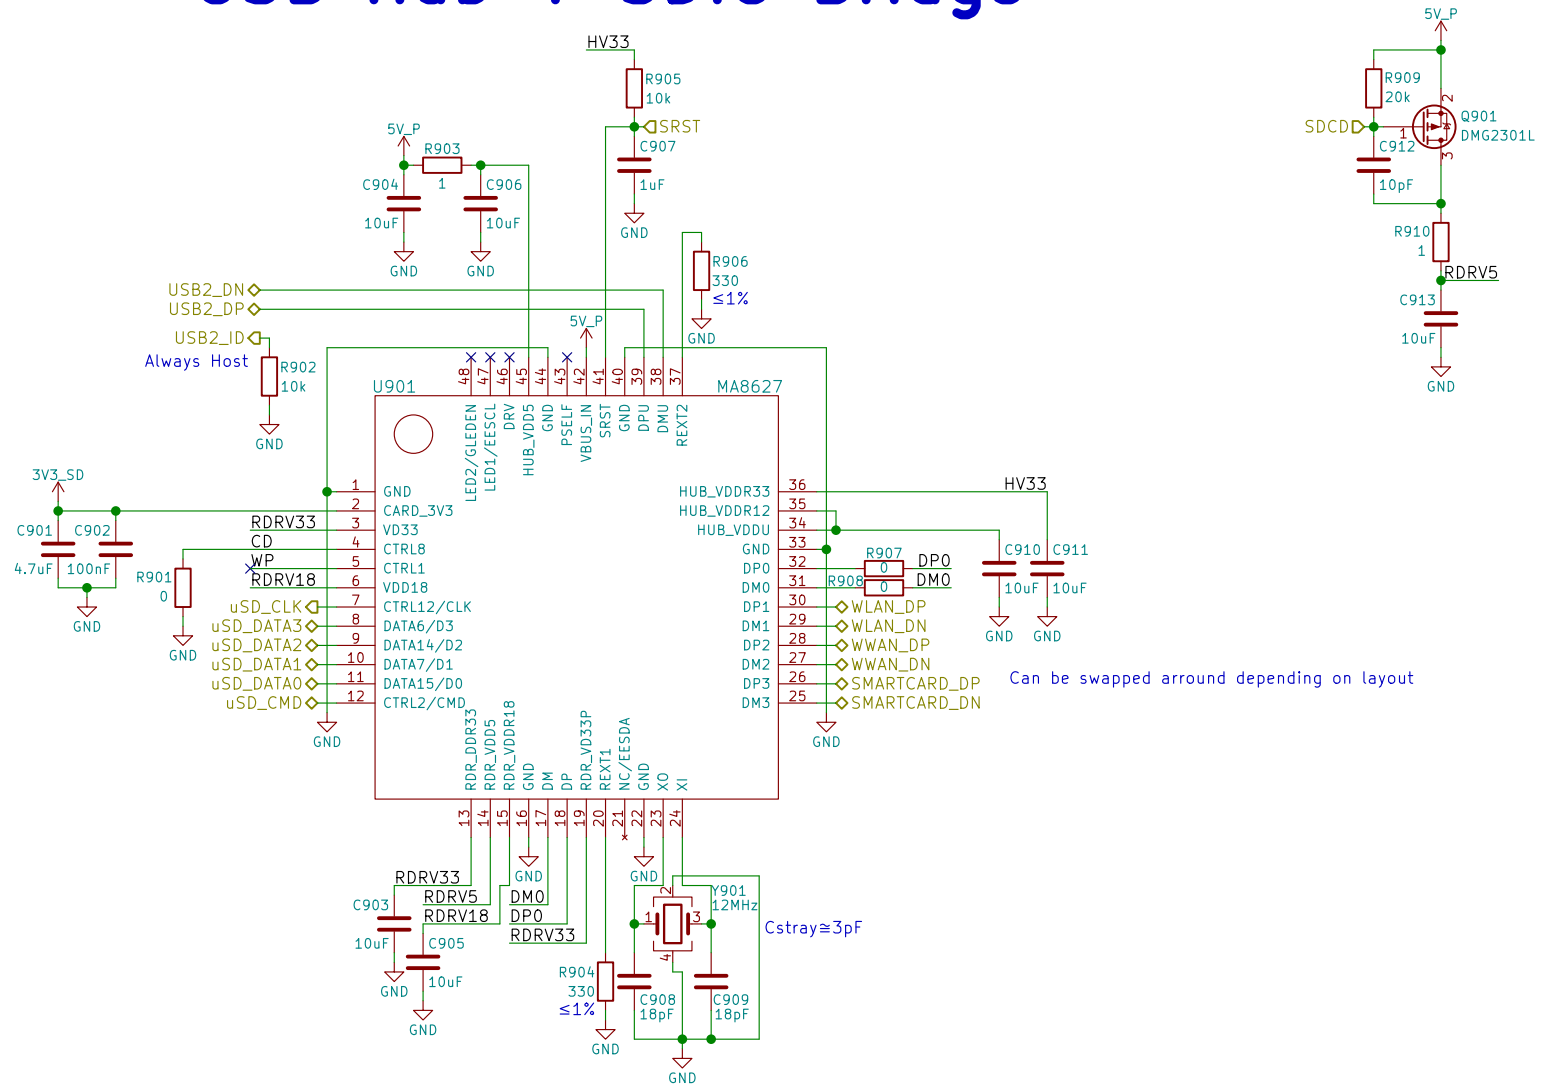 USB Hub + SDIO Bridge
HV33
R905
10k
SRST
C907
1uF
GND
5V_P
R903
1
C904
10uF
GND
C906
10uF
GND
R906
330
≤1%
GND
5V_P
R909
20k
SDCD
Q901
DMG2301L
1
2
3
C912
10pF
R910
1
RDRV5
C913
10uF
GND
USB2_DN
USB2_DP
USB2_ID
Always Host
R902
10k
GND
5V_P
U901
MA8627
48
47
46
45
44
43
42
41
40
39
38
37
LED2/GLEDEN
LED1/EESCL
DRV
HUB_VDD5
GND
PSELF
VBUS_IN
SRST
GND
DPU
DMU
REXT2
3V3_SD
C901
4.7uF
C902
100nF
GND
R901
0
GND
RDRV33
CD
WP
RDRV18
uSD_CLK
uSD_DATA3
uSD_DATA2
uSD_DATA1
uSD_DATA0
uSD_CMD
GND
1 GND
2 CARD_3V3
3 VD33
4 CTRL8
5 CTRL1
6 VDD18
7 CTRL12/CLK
8 DATA6/D3
9 DATA14/D2
10 DATA7/D1
11 DATA15/D0
12 CTRL2/CMD
HUB_VDDR33 36
HUB_VDDR12 35
HUB_VDDU 34
GND 33
DP0 32
DM0 31
DP1 30
DM1 29
DP2 28
DM2 27
DP3 26
DM3 25
HV33
R907
0
DP0
R908
0
DM0
WLAN_DP
WLAN_DN
WWAN_DP
WWAN_DN
SMARTCARD_DP
SMARTCARD_DN
GND
C910
10uF
GND
C911
10uF
GND
Can be swapped arround depending on layout
RDR_DDR33
RDR_VDD5
RDR_VDDR18
GND
DM
DP
RDR_VD33P
REXT1
NC/EESDA
GND
XO
XI
13
14
15
16
17
18
19
20
21
22
23
24
GND
GND
RDRV33
RDRV5
RDRV18
DM0
DP0
RDRV33
C903
10uF
GND
C905
10uF
GND
R904
330
≤1%
GND
Y901
12MHz
1
2
3
4
Cstray≅3pF
C908
18pF
C909
18pF
GND